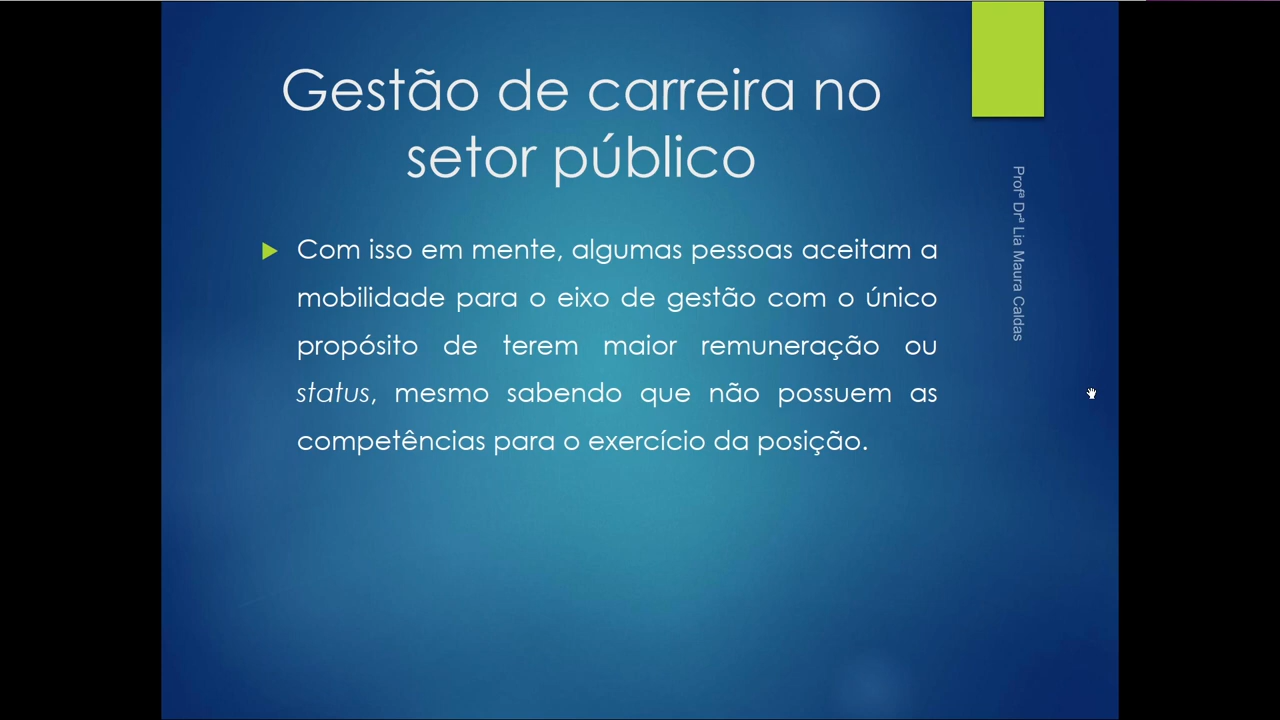 Gestão de carreira no
setor público
Com isso em mente, algumas pessoas aceitam a
mobilidade para o eixo de gestão com o único
propósito de terem maior remuneração ou
status, mesmo sabendo que não possuem as
competências para o exercício da posição.
Profª Drª Lia Maura Caldas